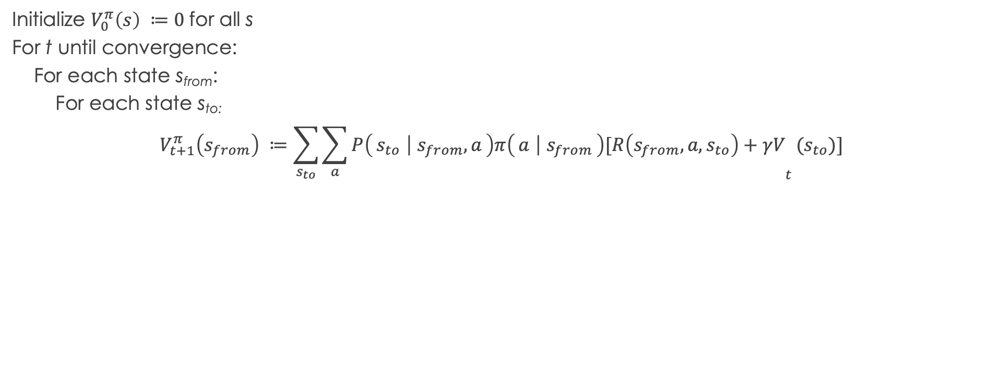 Initialize $V_0^{\pi}(s) := 0$ for all s
For t until convergence:
For each state $s_{from}$:
For each state $s_{to:}$
$V_{t+1}^{\pi}(s_{from}) := \sum_{s_{to}} \sum_{a} P(s_{to} \mid s_{from}, a)\pi(a \mid s_{from})[R(s_{from}, a, s_{to}) + \gamma V_{t}(s_{to})]$